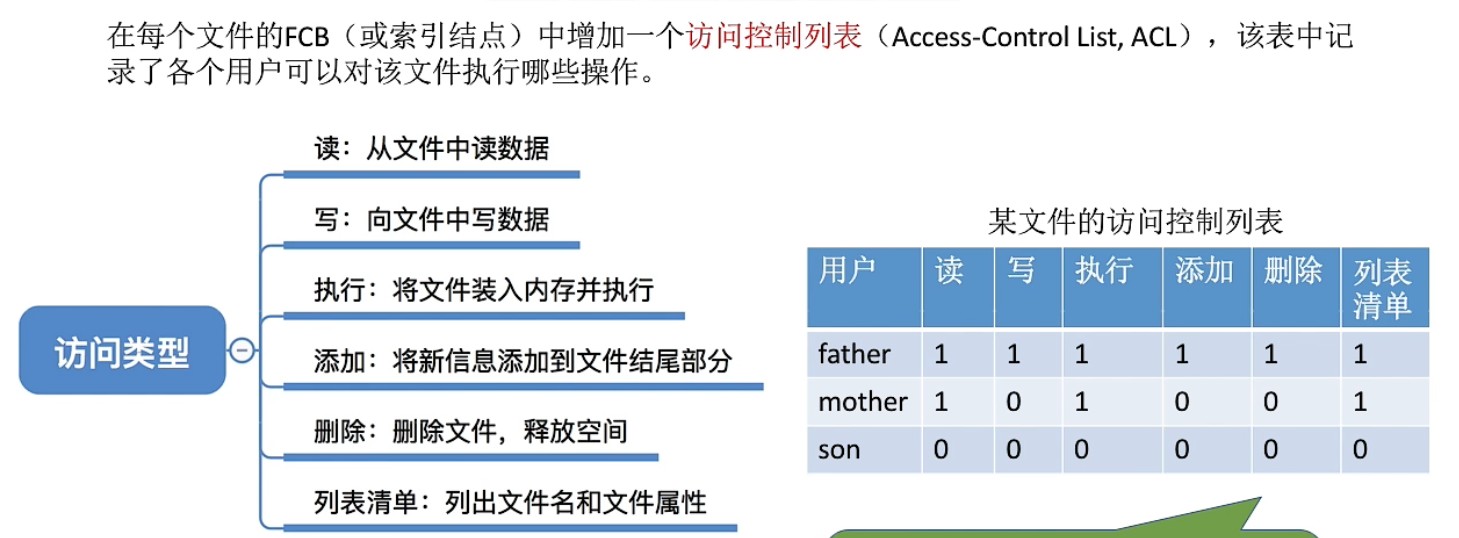 在每个文件的FCB（或索引结点）中增加一个访问控制列表（Access-Control List, ACL），该表中记
录了各个用户可以对该文件执行哪些操作。
访问类型
读：从文件中读数据
写：向文件中写数据
执行：将文件装入内存并执行
添加：将新信息添加到文件结尾部分
删除：删除文件，释放空间
列表清单：列出文件名和文件属性
某文件的访问控制列表
用户 读 写 执行 添加 删除 列表
清单
father 1 1 1 1 1 1
mother 1 0 1 0 0 1
son 0 0 0 0 0 0